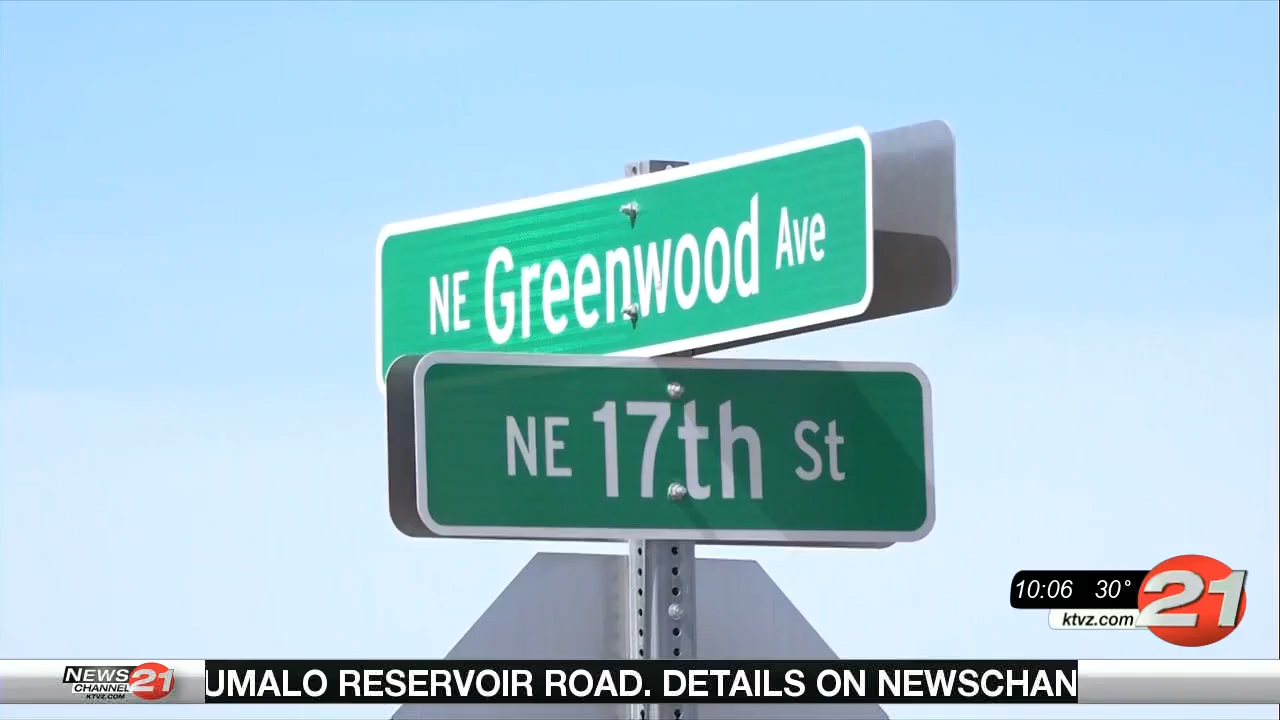 NE Greenwood Ave
NE 17th St
10:06 30°
21
ktvz.com
NEWS 21
CHANNEL
KTVZ.COM
UMALO RESERVOIR ROAD. DETAILS ON NEWSCHAN